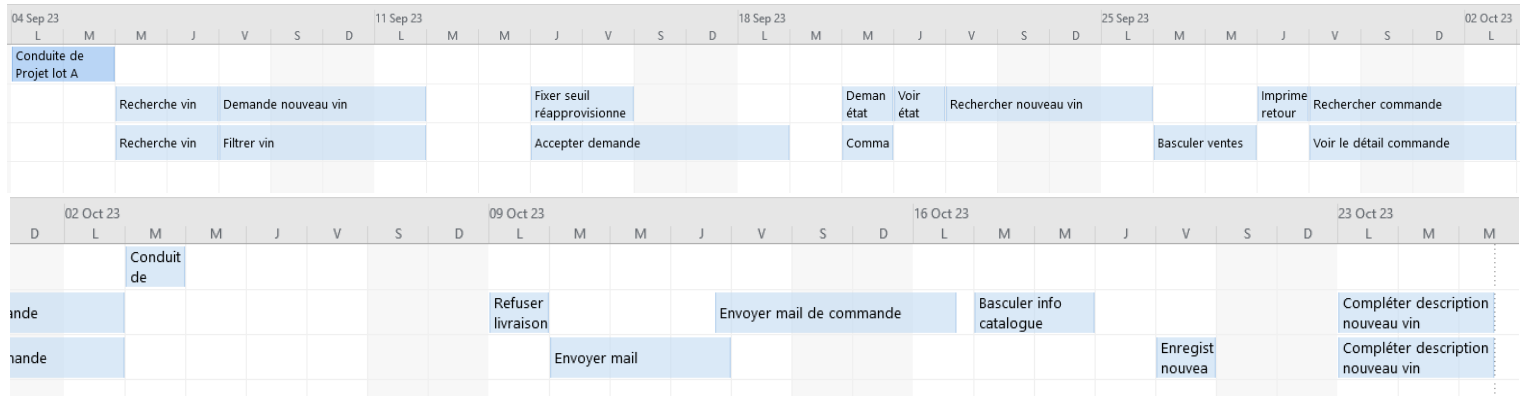 04 Sep 23 11 Sep 23 18 Sep 23 25 Sep 23 02 Oct 23
L M M J V S D L M M J V S D L M M J V S D L M M J V S D L
Conduite de
Projet lot A
Recherche vin Demande nouveau vin Fixer seuil Deman Voir Rechercher nouveau vin Imprime Rechercher commande
réapprovisionne état état retour
Recherche vin Filtrer vin Accepter demande Comma Basculer ventes Voir le détail commande
02 Oct 23 09 Oct 23 16 Oct 23 23 Oct 23
D L M M J V S D L M M J V S D L M M J V S D L M M
Conduit
de
ande Refuser Envoyer mail de commande Basculer info Compléter description
livraison catalogue nouveau vin
mande Envoyer mail Enregist Compléter description
nouvea nouveau vin